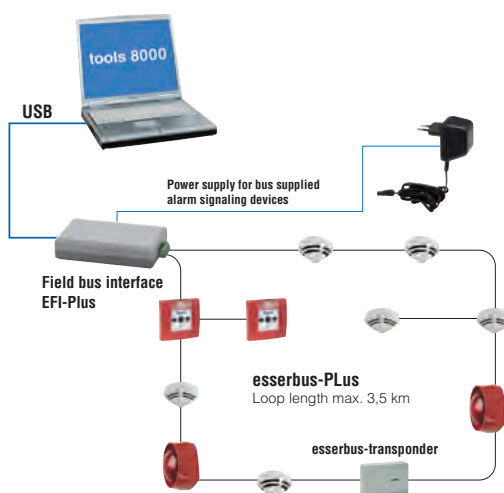 tools 8000
USB
Power supply for bus supplied
alarm signaling devices
Field bus interface
EFI-Plus
esserbus-PLus
Loop length max. 3,5 km
esserbus-transponder